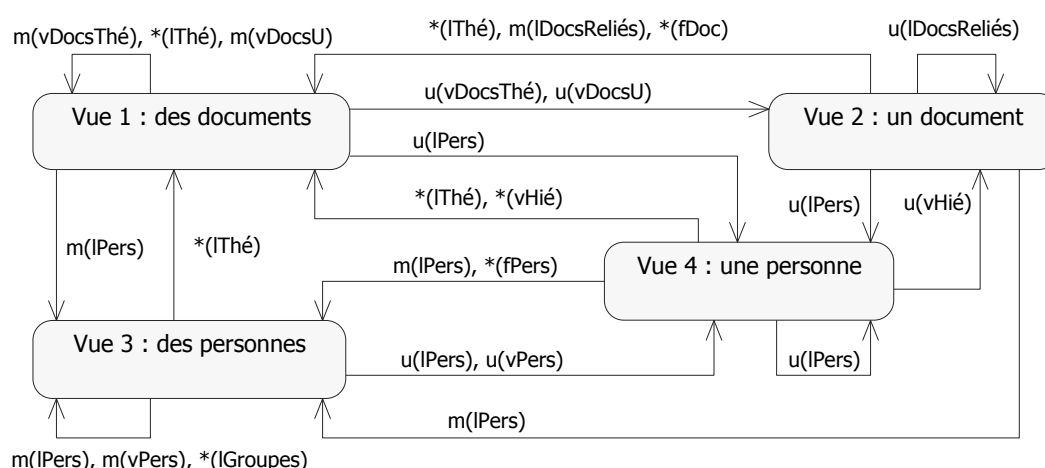 m(vDocsThé), *(lThé), m(vDocsU)
*(lThé), m(lDocsReliés), *(fDoc)
u(lDocsReliés)
u(vDocsThé), u(vDocsU)
Vue 1 : des documents
Vue 2 : un document
u(lPers)
*(lThé), *(vHié)
u(lPers)
u(vHié)
m(lPers)
*(lThé)
m(lPers), *(fPers)
Vue 4 : une personne
Vue 3 : des personnes
u(lPers), u(vPers)
u(lPers)
m(lPers)
m(lPers), m(vPers), *(lGroupes)